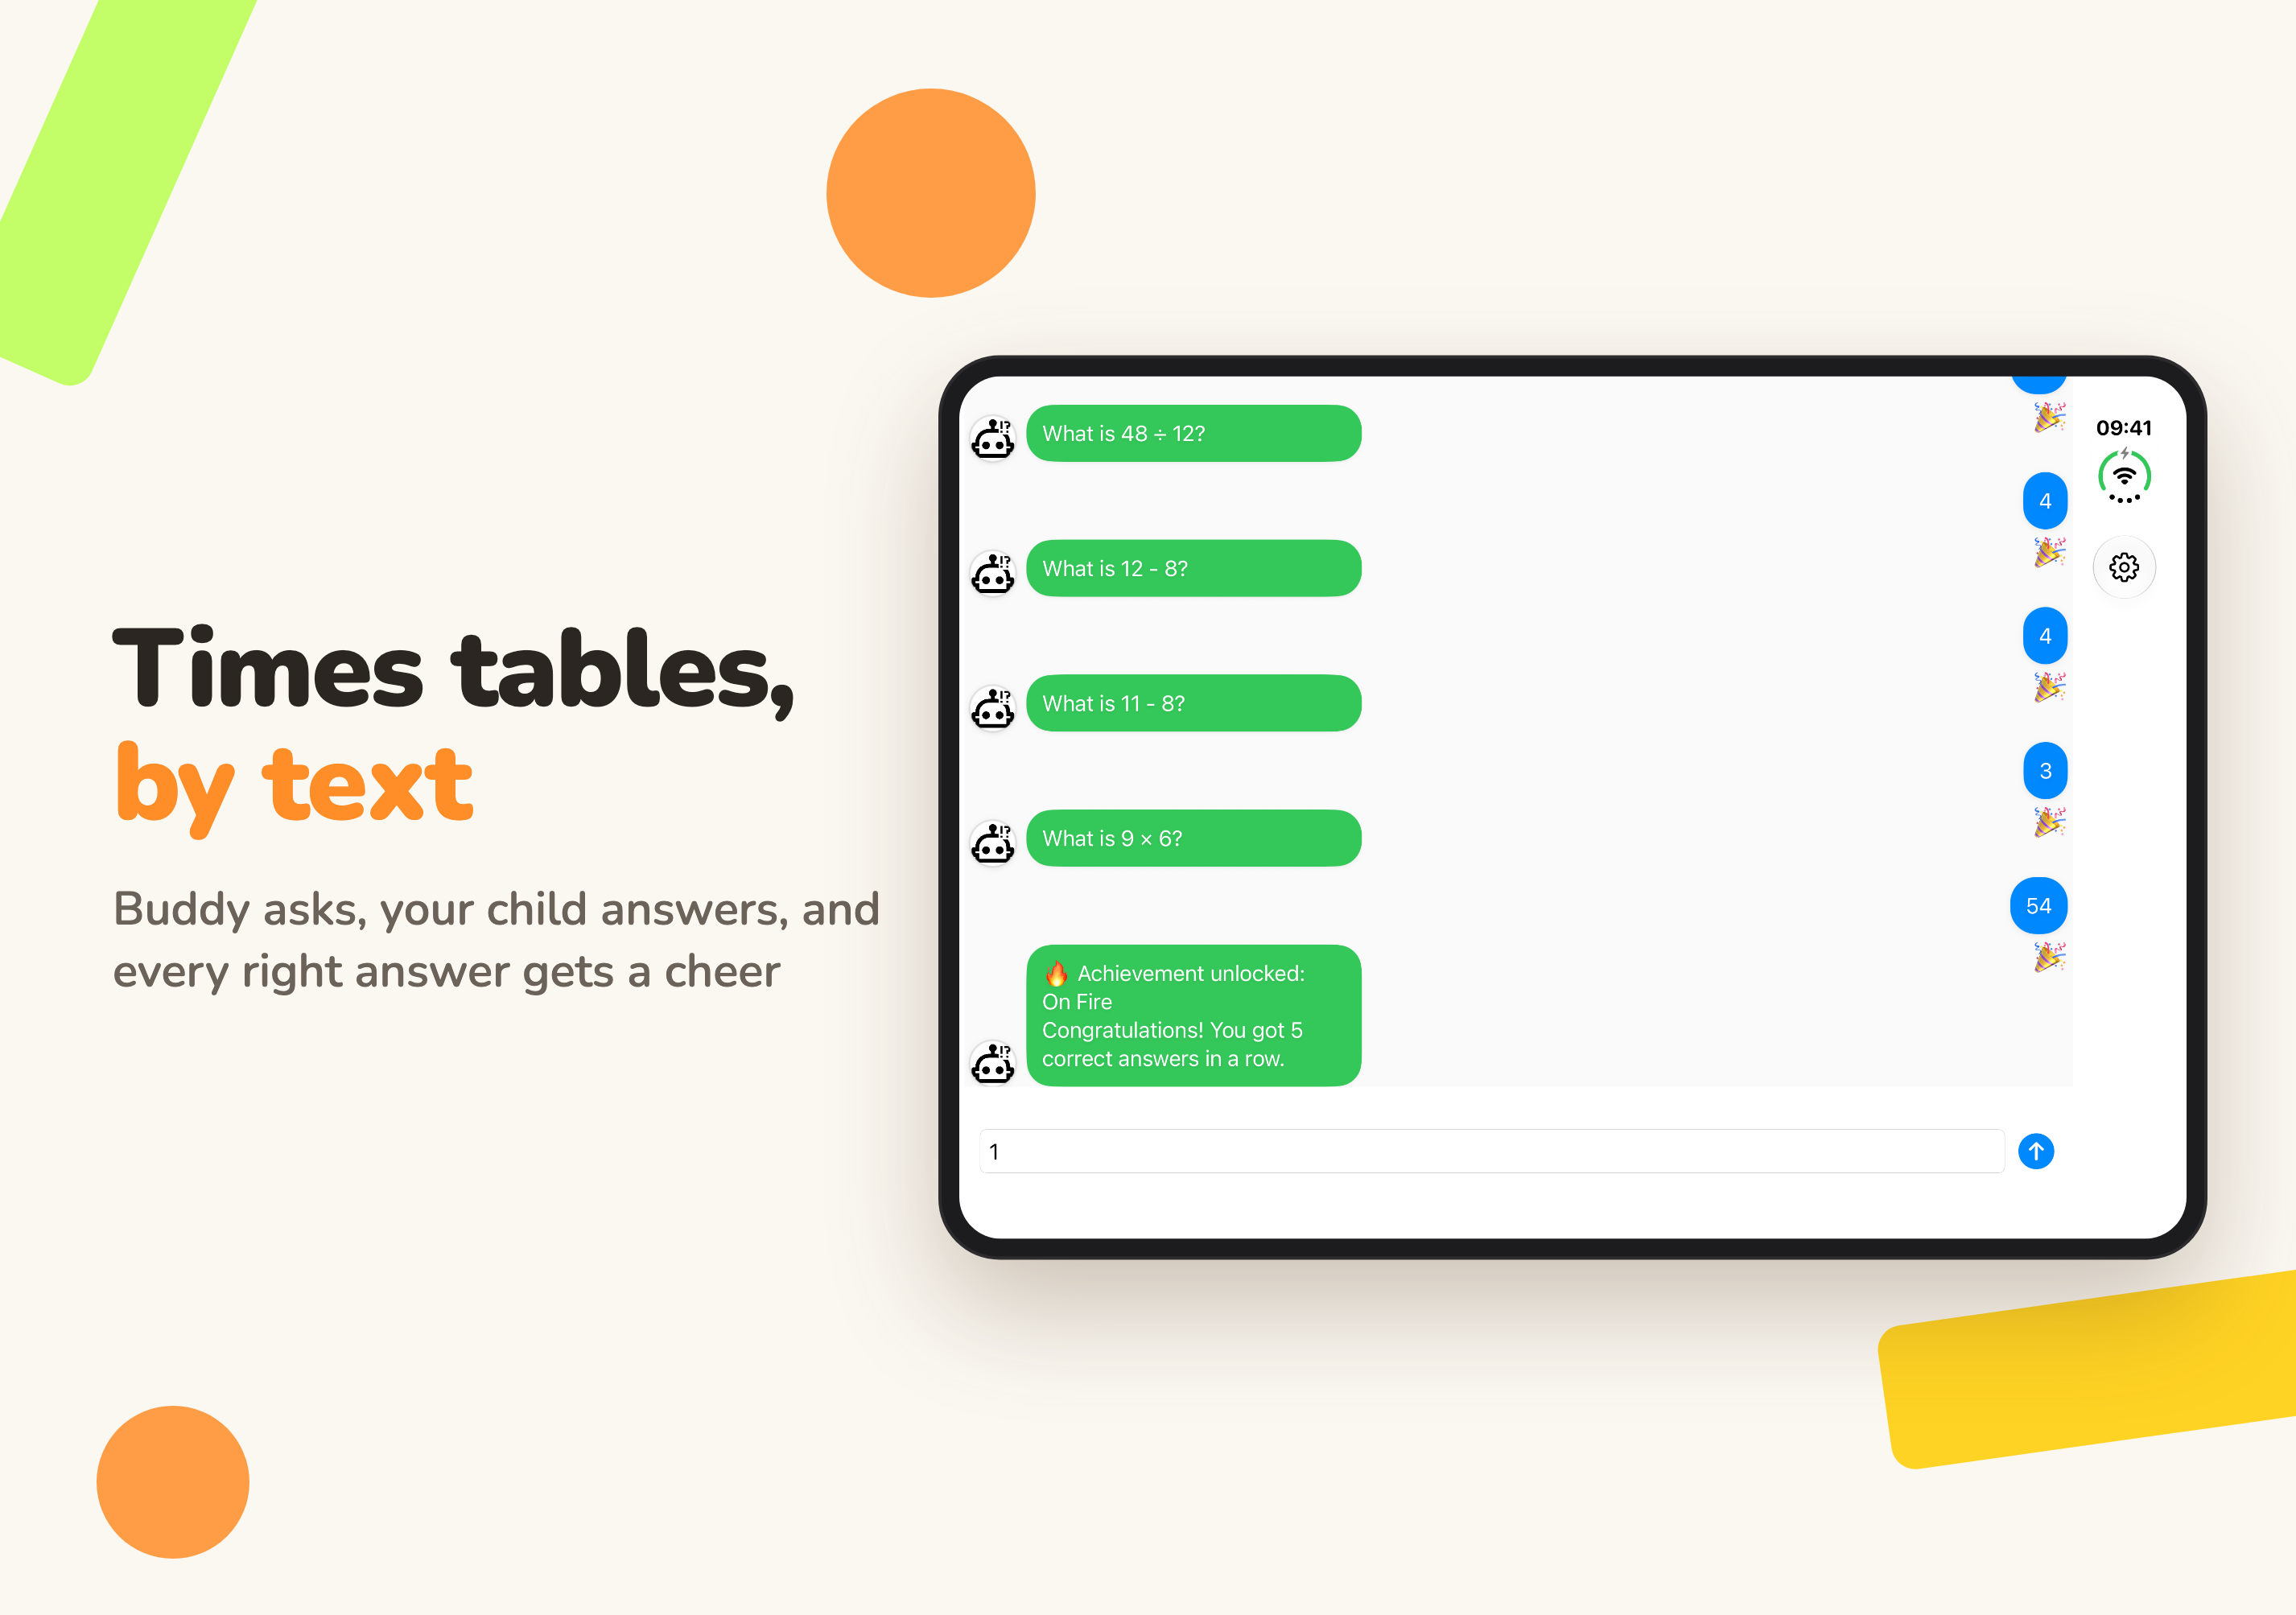 Times tables,
by text
Buddy asks, your child answers, and
every right answer gets a cheer
What is 48 ÷ 12?
4
What is 12 - 8?
4
What is 11 - 8?
3
What is 9 × 6?
54
🔥 Achievement unlocked:
On Fire
Congratulations! You got 5
correct answers in a row.
1
09:41